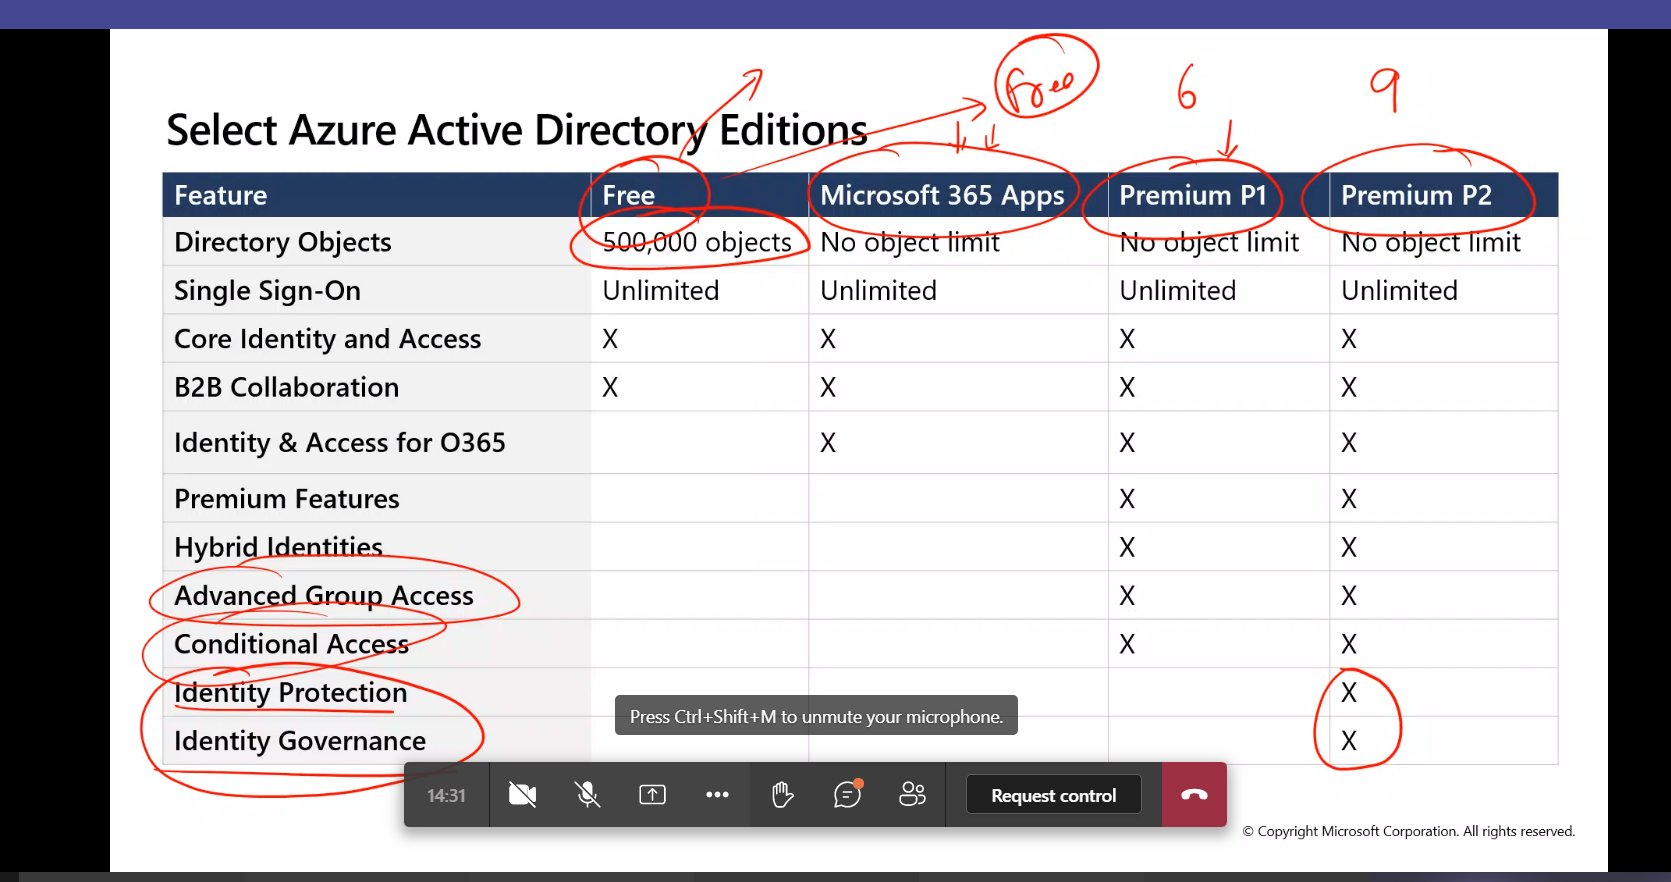 free 6 9
Select Azure Active Directory Editions
Feature Free Microsoft 365 Apps Premium P1 Premium P2
Directory Objects 500,000 objects No object limit No object limit No object limit
Single Sign-On Unlimited Unlimited Unlimited Unlimited
Core Identity and Access X X X X
B2B Collaboration X X X X
Identity & Access for O365 X X X
Premium Features X X
Hybrid Identities X X
Advanced Group Access X X
Conditional Access X X
Identity Protection X
Press Ctrl+Shift+M to unmute your microphone.
Identity Governance X
14:31 Request control
© Copyright Microsoft Corporation. All rights reserved.